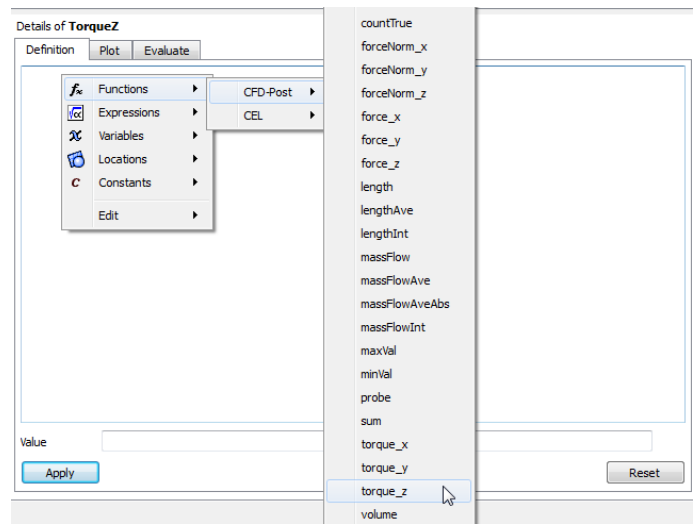 Details of TorqueZ
Definition Plot Evaluate
fx Functions
√α Expressions
x Variables
Locations
c Constants
Edit
CFD-Post
CEL
countTrue
forceNorm_x
forceNorm_y
forceNorm_z
force_x
force_y
force_z
length
lengthAve
lengthInt
massFlow
massFlowAve
massFlowAveAbs
massFlowInt
maxVal
minVal
probe
sum
torque_x
torque_y
torque_z
volume
Value
Apply
Reset